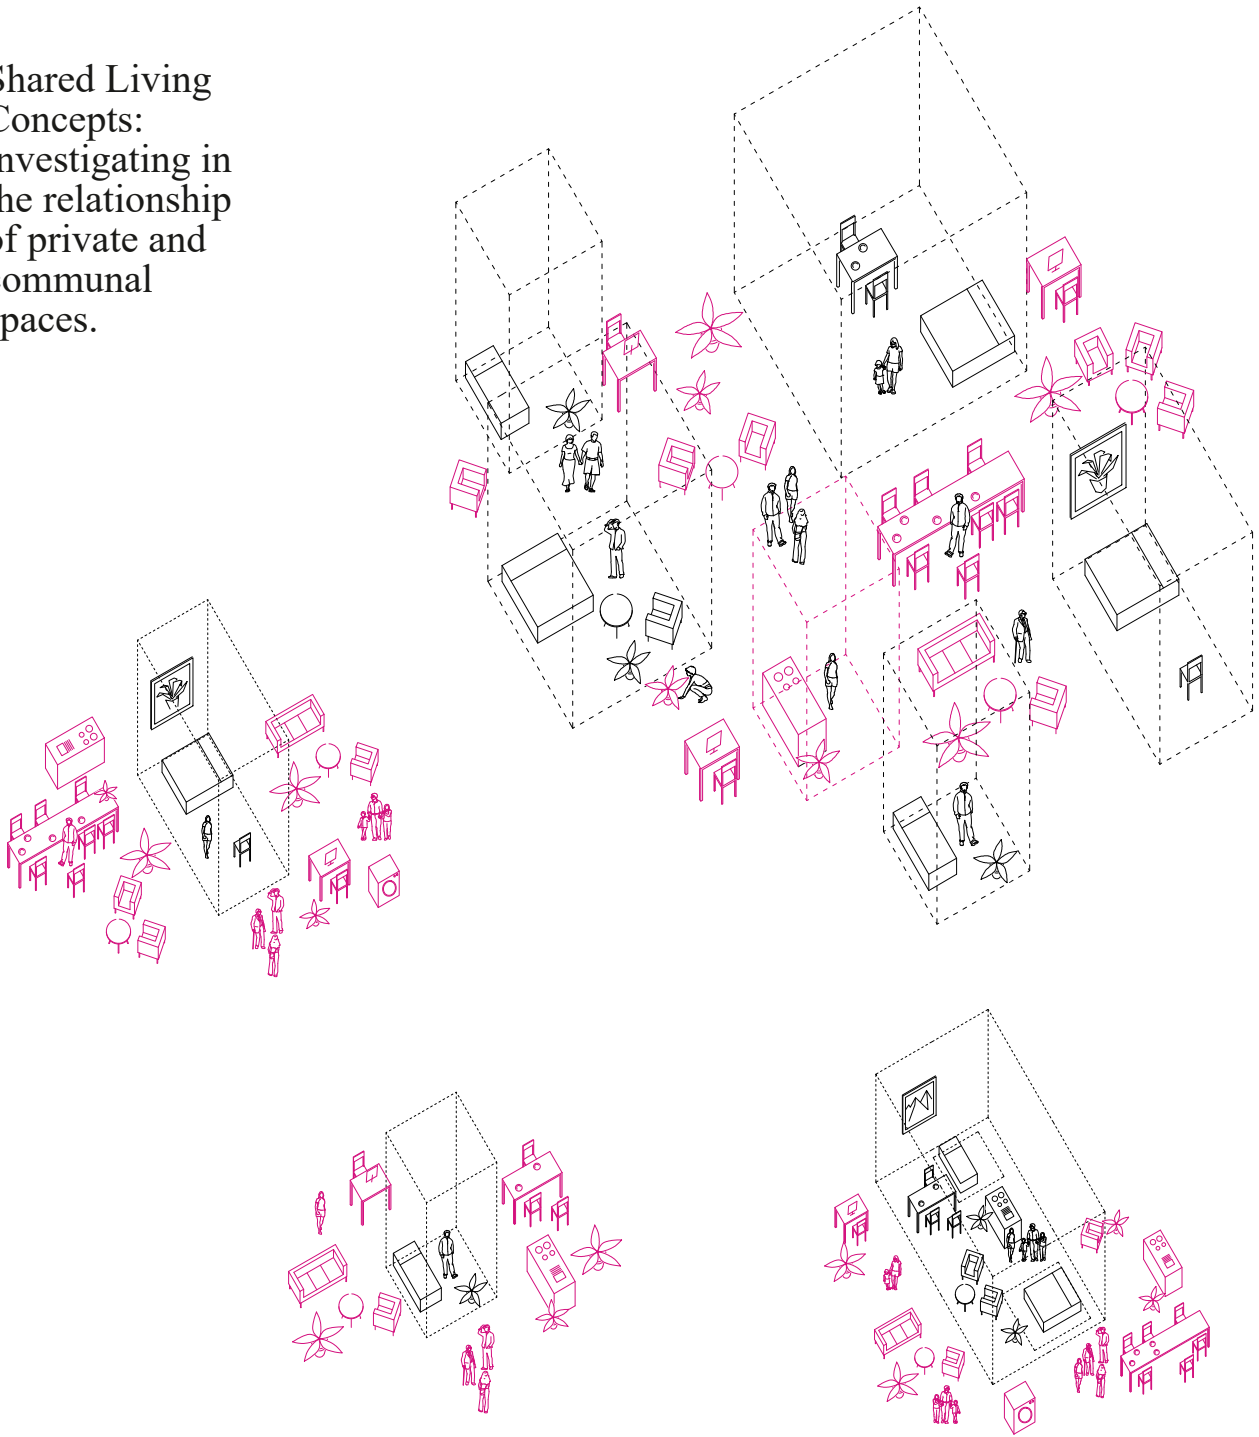 Shared Living
Concepts:
investigating in
the relationship
of private and
communal
spaces.